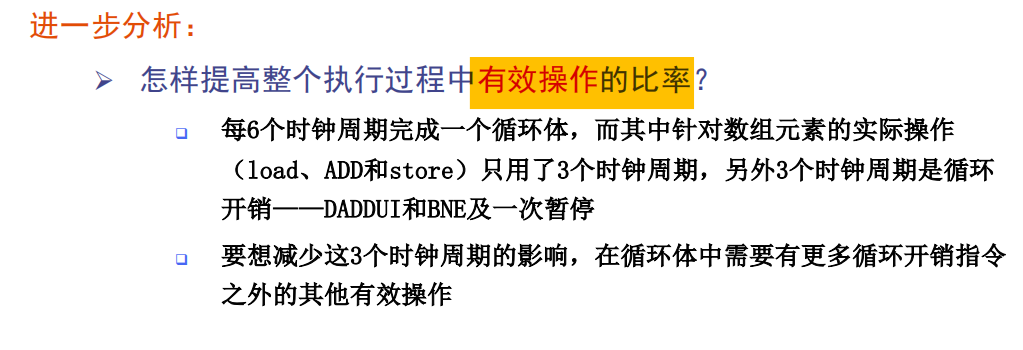 进一步分析：
怎样提高整个执行过程中有效操作的比率？
每6个时钟周期完成一个循环体，而其中针对数组元素的实际操作
（load、ADD和store）只用了3个时钟周期，另外3个时钟周期是循环
开销——DADDUI和BNE及一次暂停
要想减少这3个时钟周期的影响，在循环体中需要有更多循环开销指令
之外的其他有效操作